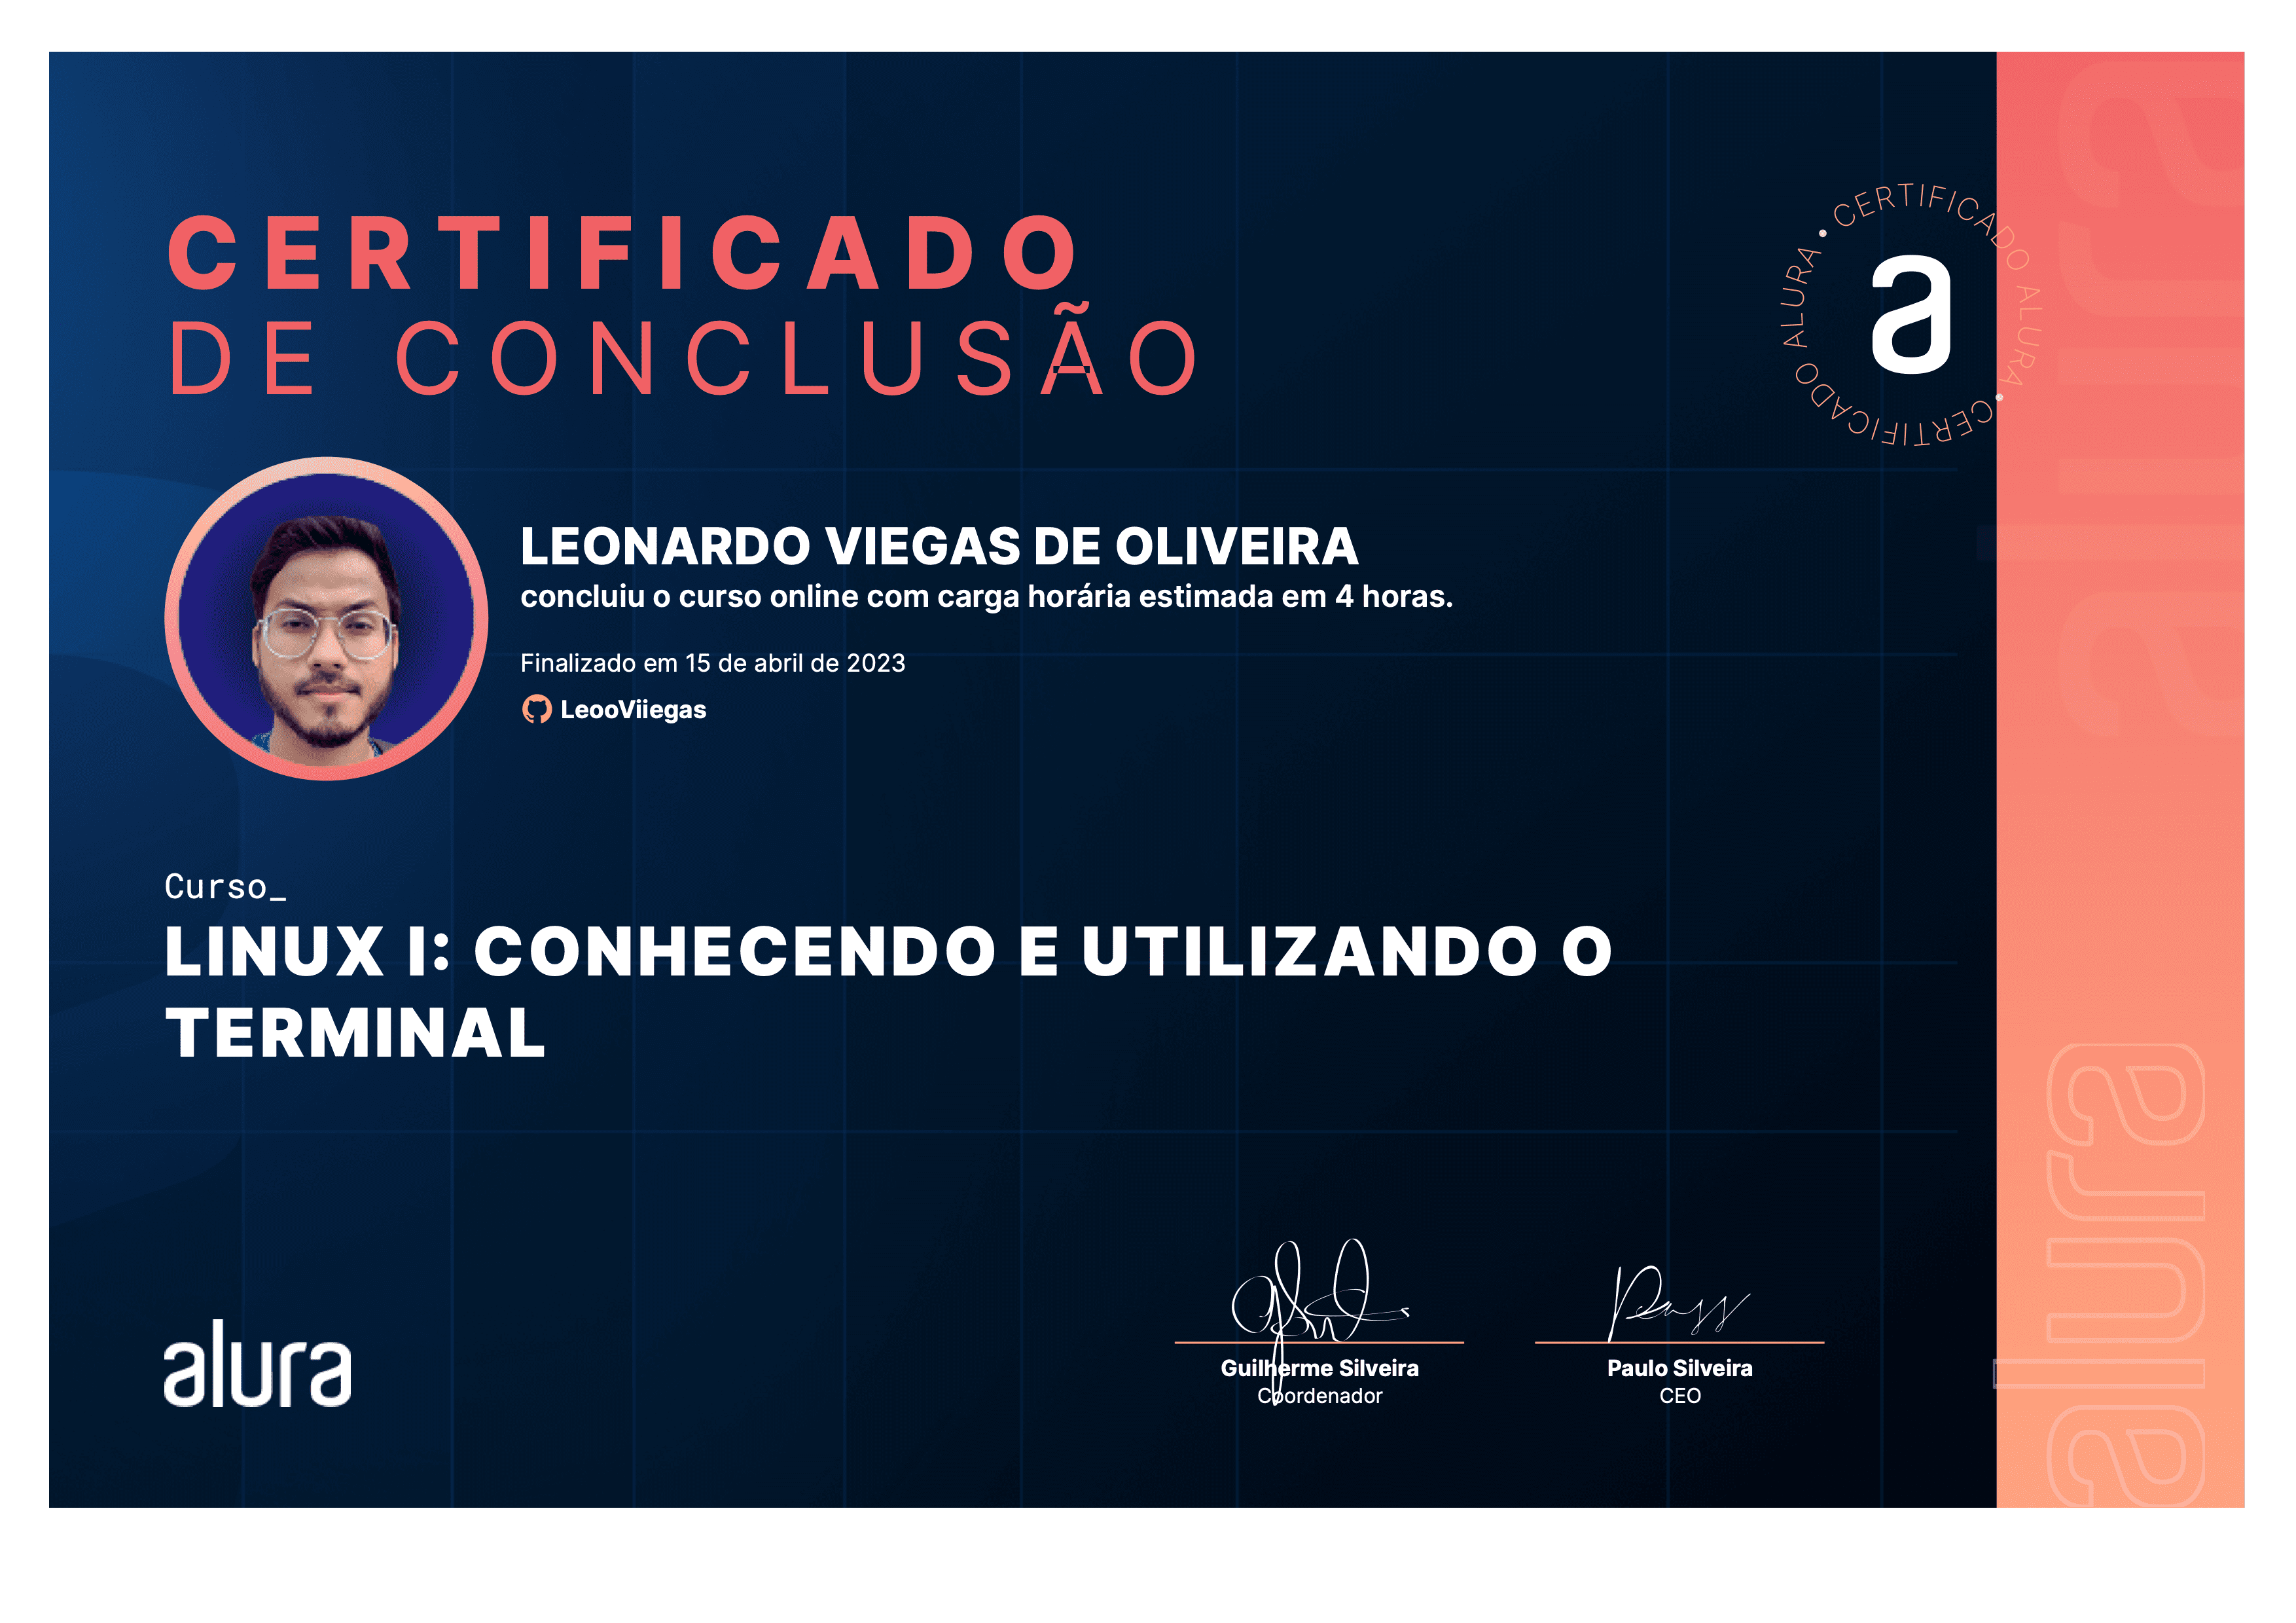 CERTIFICADO
DE CONCLUSÃO
CERTIFICADO ALURA • CERTIFICADO ALURA •
a
LEONARDO VIEGAS DE OLIVEIRA
concluiu o curso online com carga horária estimada em 4 horas.
Finalizado em 15 de abril de 2023
LeooViiegas
Curso_
LINUX I: CONHECENDO E UTILIZANDO O
TERMINAL
alura
Guilherme Silveira
Coordenador
Paulo Silveira
CEO
alura
alura